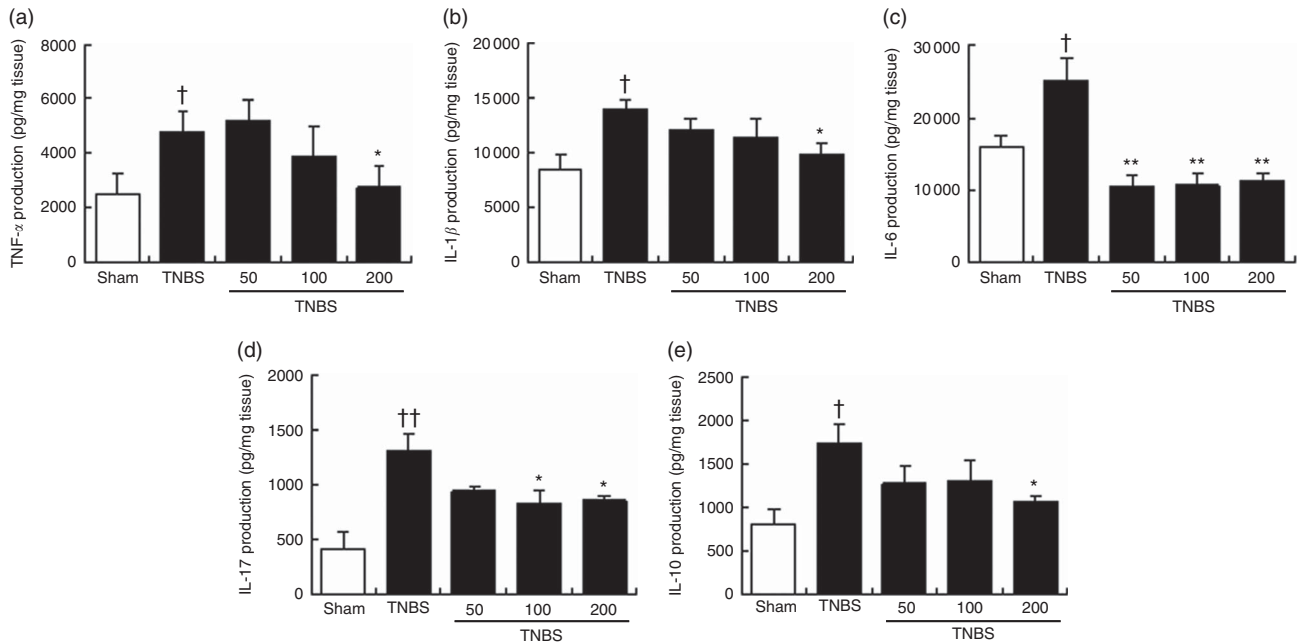 (a)
TNF-α production (pg/mg tissue)
8000
6000
4000
2000
0
†
*
Sham TNBS 50 100 200
TNBS
(b)
IL-1β production (pg/mg tissue)
20 000
15 000
10 000
5000
0
†
*
Sham TNBS 50 100 200
TNBS
(c)
IL-6 production (pg/mg tissue)
30 000
20 000
10 000
0
†
** ** **
Sham TNBS 50 100 200
TNBS
(d)
IL-17 production (pg/mg tissue)
2000
1500
1000
500
0
††
* *
Sham TNBS 50 100 200
TNBS
(e)
IL-10 production (pg/mg tissue)
2500
2000
1500
1000
500
0
†
*
Sham TNBS 50 100 200
TNBS